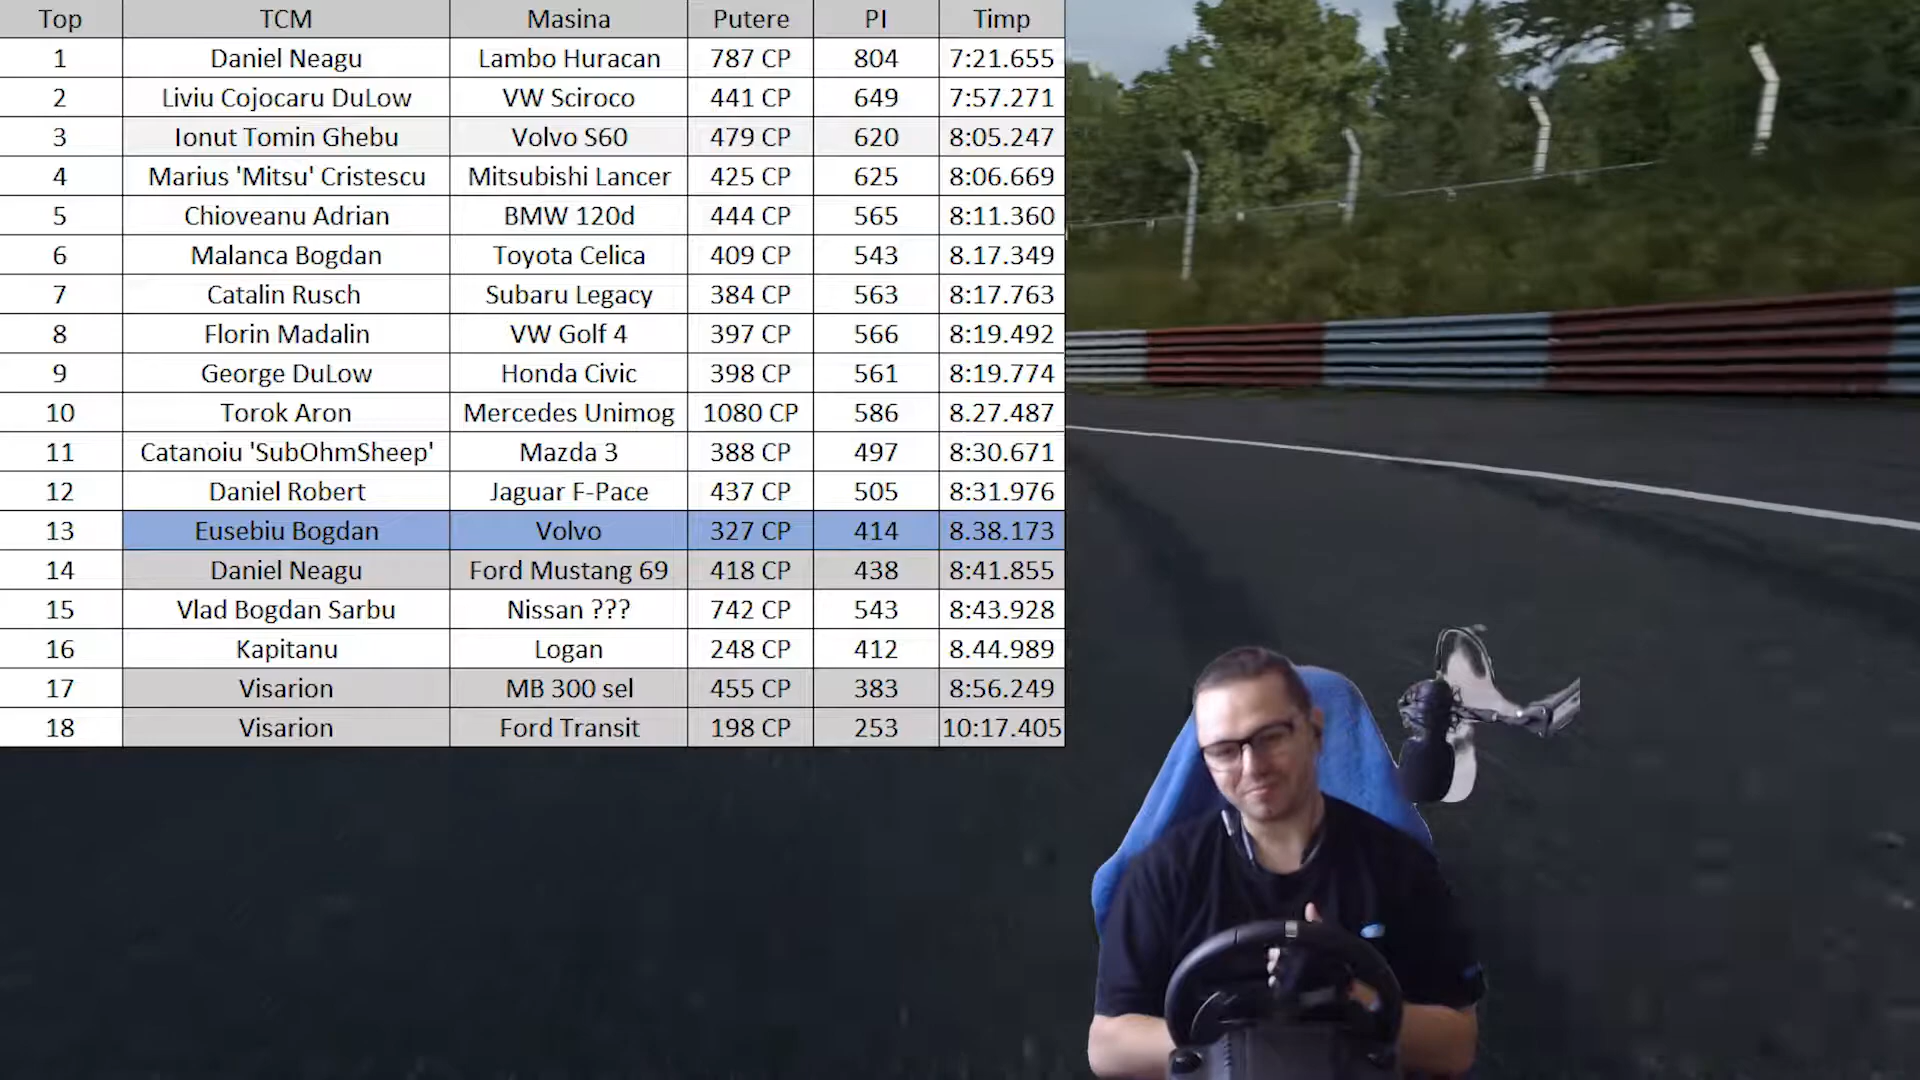 Top TCM Masina Putere PI Timp
1 Daniel Neagu Lambo Huracan 787 CP 804 7:21.655
2 Liviu Cojocaru DuLow VW Sciroco 441 CP 649 7:57.271
3 Ionut Tomin Ghebu Volvo S60 479 CP 620 8:05.247
4 Marius 'Mitsu' Cristescu Mitsubishi Lancer 425 CP 625 8:06.669
5 Chioveanu Adrian BMW 120d 444 CP 565 8:11.360
6 Malanca Bogdan Toyota Celica 409 CP 543 8.17.349
7 Catalin Rusch Subaru Legacy 384 CP 563 8:17.763
8 Florin Madalin VW Golf 4 397 CP 566 8:19.492
9 George DuLow Honda Civic 398 CP 561 8:19.774
10 Torok Aron Mercedes Unimog 1080 CP 586 8.27.487
11 Catanoiu 'SubOhmSheep' Mazda 3 388 CP 497 8:30.671
12 Daniel Robert Jaguar F-Pace 437 CP 505 8:31.976
13 Eusebiu Bogdan Volvo 327 CP 414 8.38.173
14 Daniel Neagu Ford Mustang 69 418 CP 438 8:41.855
15 Vlad Bogdan Sarbu Nissan ??? 742 CP 543 8:43.928
16 Kapitanu Logan 248 CP 412 8.44.989
17 Visarion MB 300 sel 455 CP 383 8:56.249
18 Visarion Ford Transit 198 CP 253 10:17.405